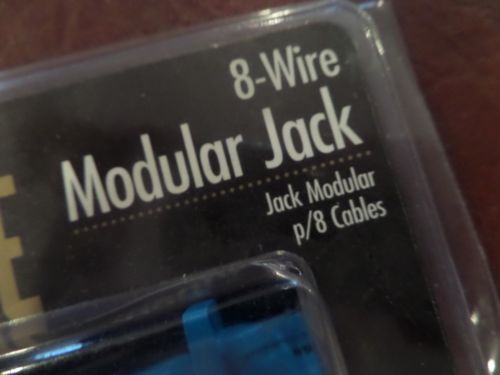 8-Wire
Modular Jack
Jack Modular
p/8 Cables
E